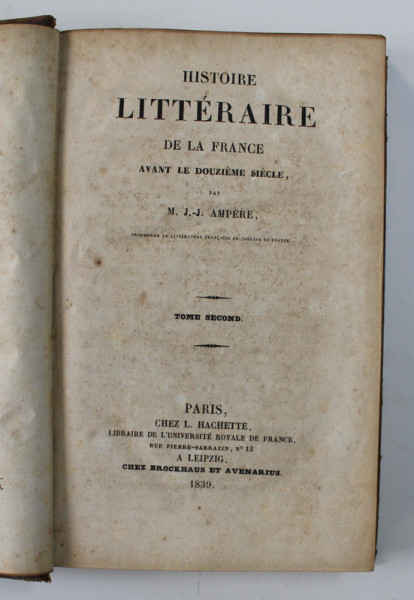 HISTOIRE
LITTÉRAIRE
DE LA FRANCE
AVANT LE DOUZIÈME SIÈCLE,
PAR
M. J.-J. AMPÈRE,
PROFESSEUR DE LITTÉRATURE FRANÇAISE AU COLLÉGE DE FRANCE.
TOME SECOND.
PARIS,
CHEZ L. HACHETTE,
LIBRAIRE DE L'UNIVERSITÉ ROYALE DE FRANCE,
RUE PIERRE-SARRAZIN, N° 12
A LEIPZIG,
CHEZ BROCKHAUS ET AVENARIUS.
1839.